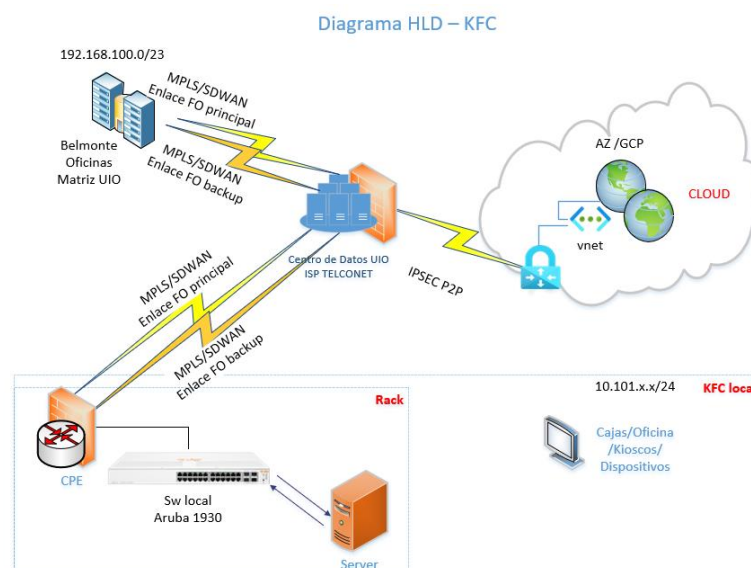 Diagrama HLD – KFC
192.168.100.0/23
MPLS/SDWAN
Enlace FO principal
Belmonte
Oficinas
Matriz UIO
MPLS/SDWAN
Enlace FO backup
AZ /GCP
CLOUD
vnet
Centro de Datos UIO
ISP TELCONET
IPSEC P2P
MPLS/SDWAN
Enlace FO principal
MPLS/SDWAN
Enlace FO backup
10.101.x.x/24
KFC local
Rack
Cajas/Oficina
/Kioscos/
Dispositivos
CPE
Sw local
Aruba 1930
Server